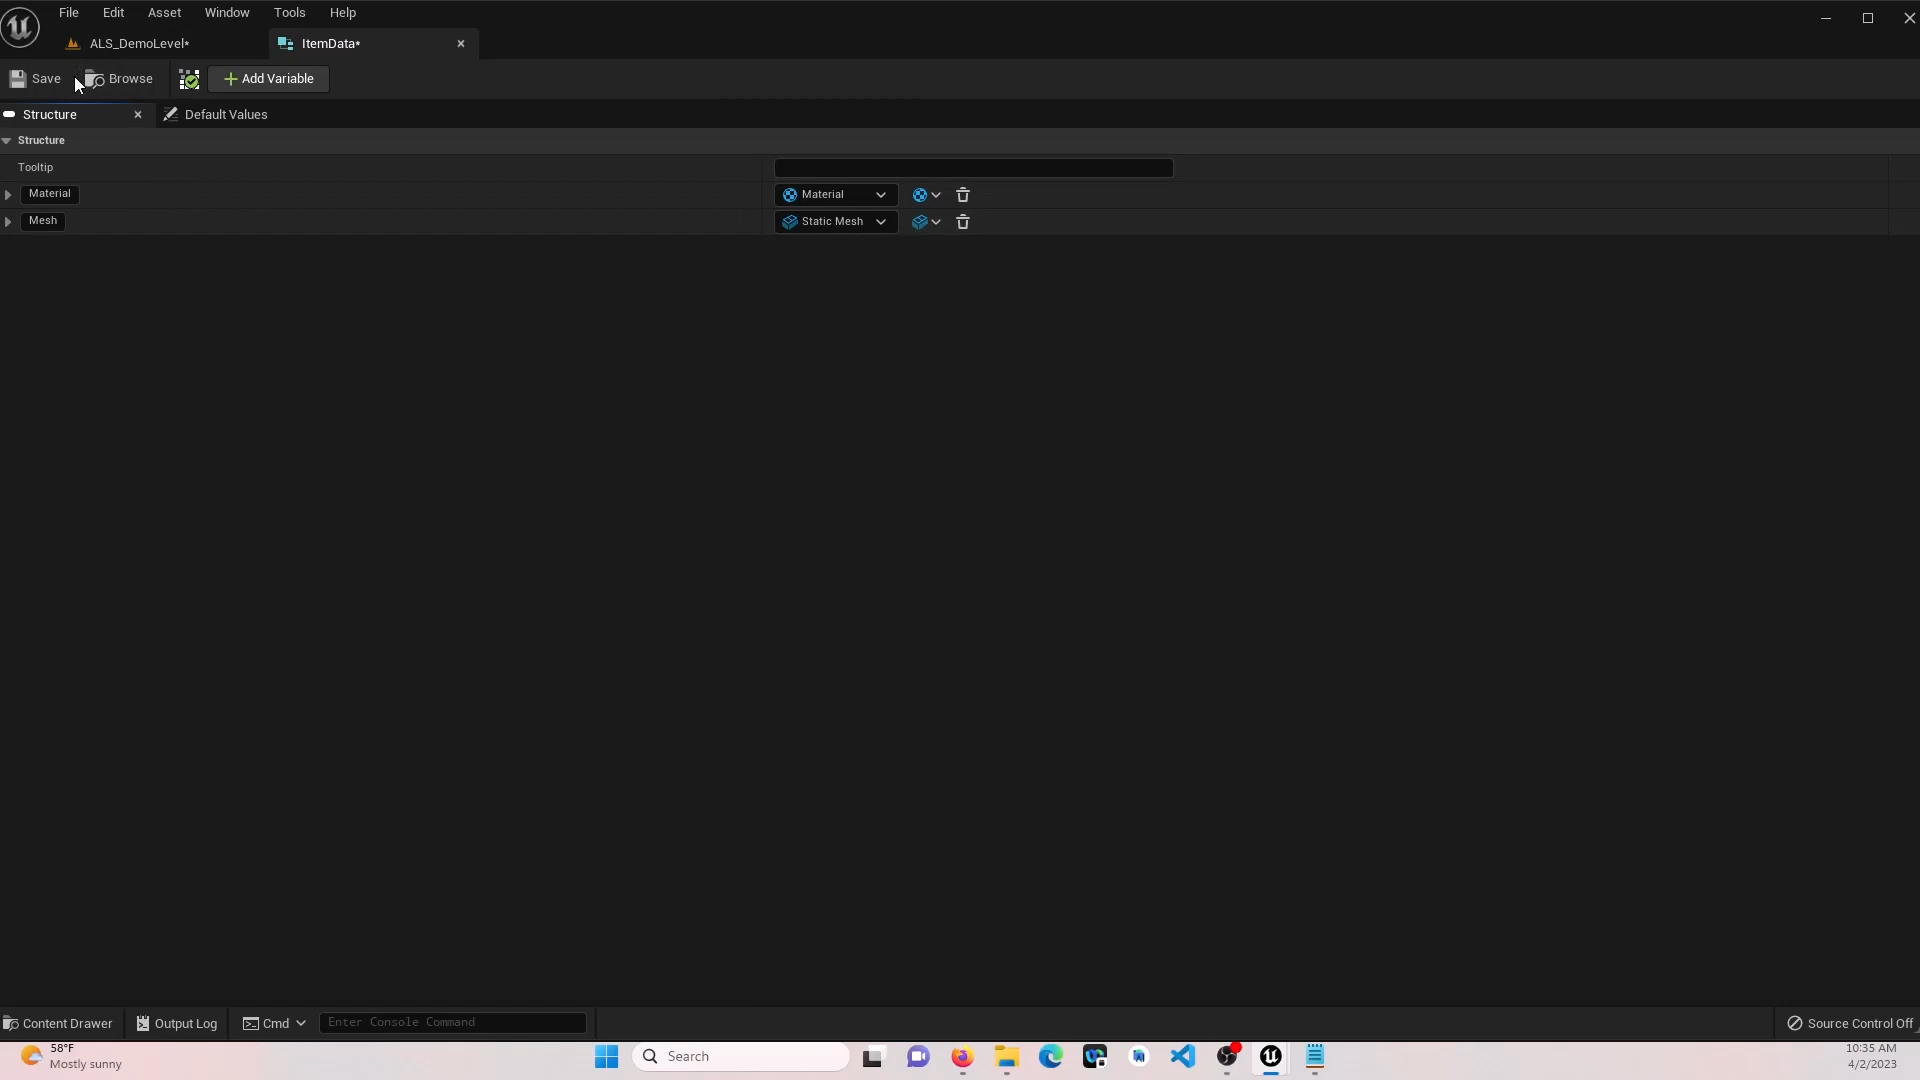 File Edit Asset Window Tools Help
ALS_DemoLevel*
ItemData*
Save
Browse
Add Variable
Structure
Default Values
Structure
Tooltip
Material
Material
Mesh
Static Mesh
Content Drawer
Output Log
Cmd
Enter Console Command
Source Control Off
58°F
Mostly sunny
Search
10:35 AM
4/2/2023